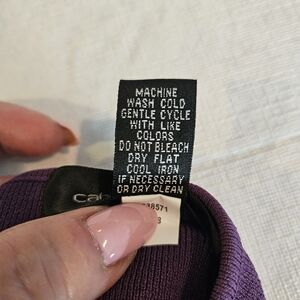 MACHINE
WASH COLD
GENTLE CYCLE
WITH LIKE
COLORS
DO NOT BLEACH
DRY FLAT
COOL IRON
IF NECESSARY
OR DRY CLEAN
38571